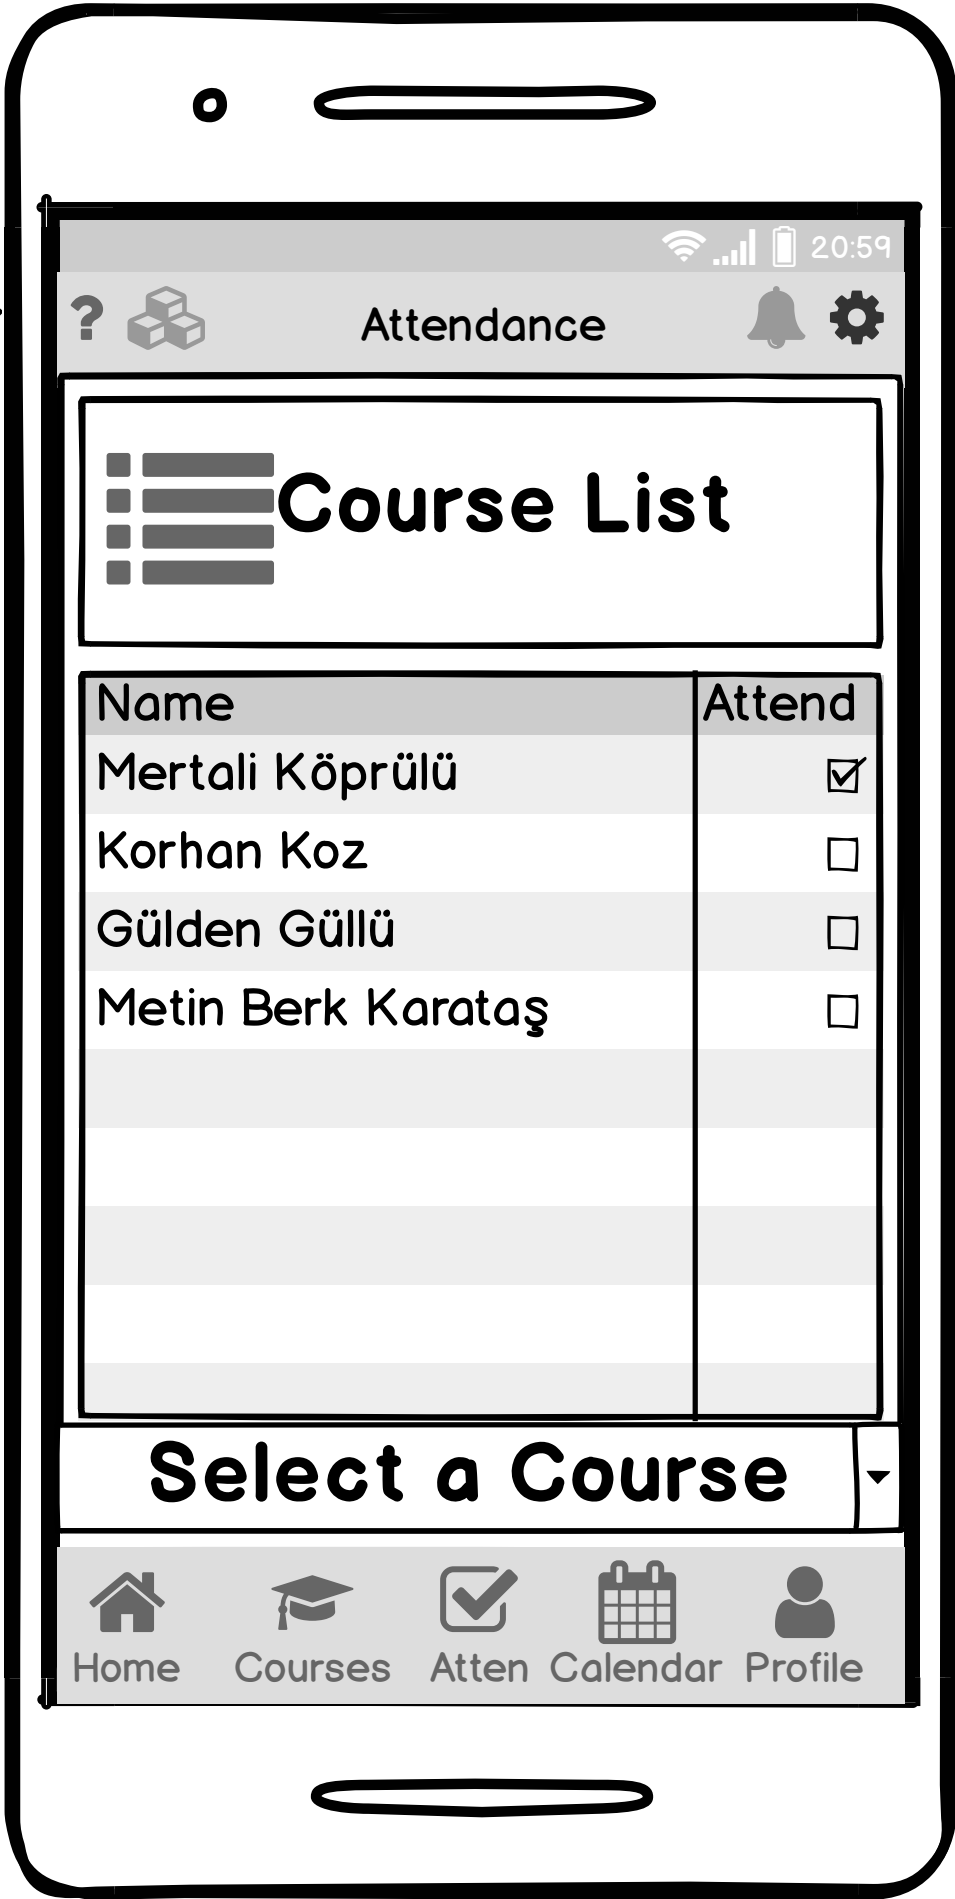 20:59
? Attendance
Course List
Name Attend
Mertali Köprülü
Korhan Koz
Gülden Güllü
Metin Berk Karataş
Select a Course
Home Courses Atten Calendar Profile